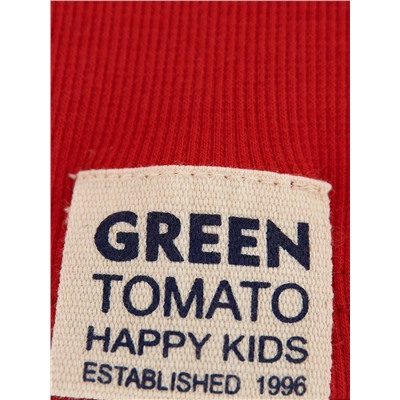 GREEN
TOMATO
HAPPY KIDS
ESTABLISHED 1996